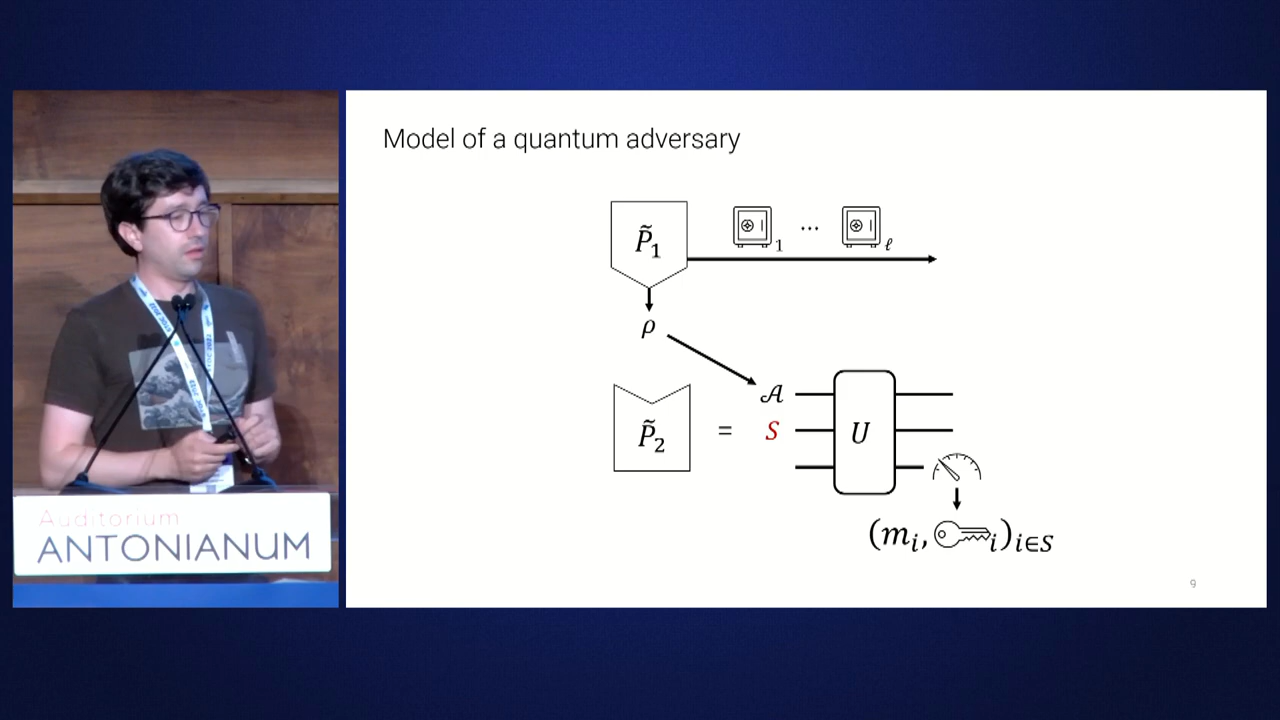 Model of a quantum adversary
P̃₁
1 ... ℓ
ρ
𝒜
P̃₂ = S U
(mᵢ, ᵢ)ᵢ∈S
9
Auditorium
ANTONIANUM